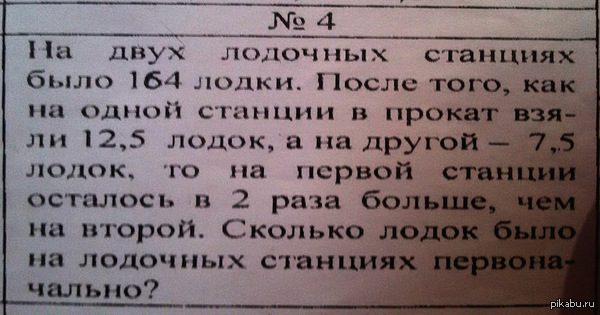 № 4
На двух лодочных станциях
было 164 лодки. После того, как
на одной станции в прокат взя-
ли 12,5 лодок, а на другой – 7,5
лодок, то на первой станции
осталось в 2 раза больше, чем
на второй. Сколько лодок было
на лодочных станциях первона-
чально?
pikabu.ru